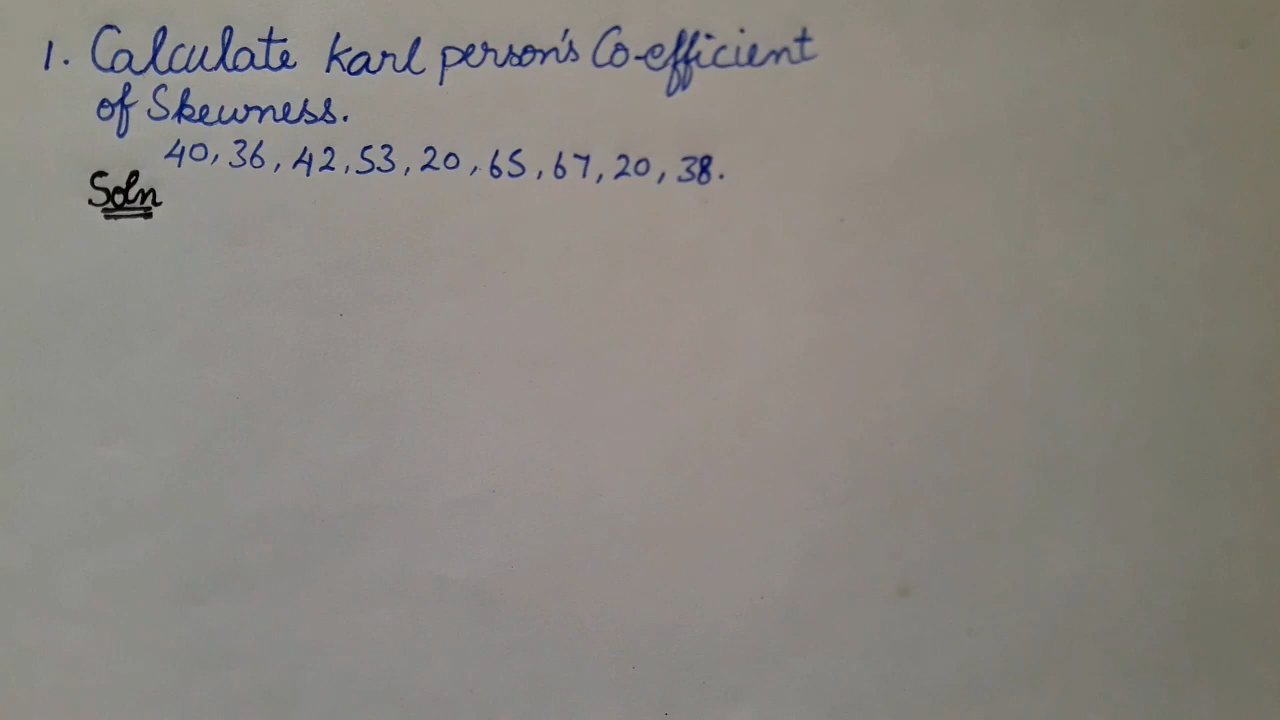 1. Calculate Karl person's Co-efficient
of Skewness.
40, 36, 42, 53, 20, 65, 67, 20, 38.
Soln